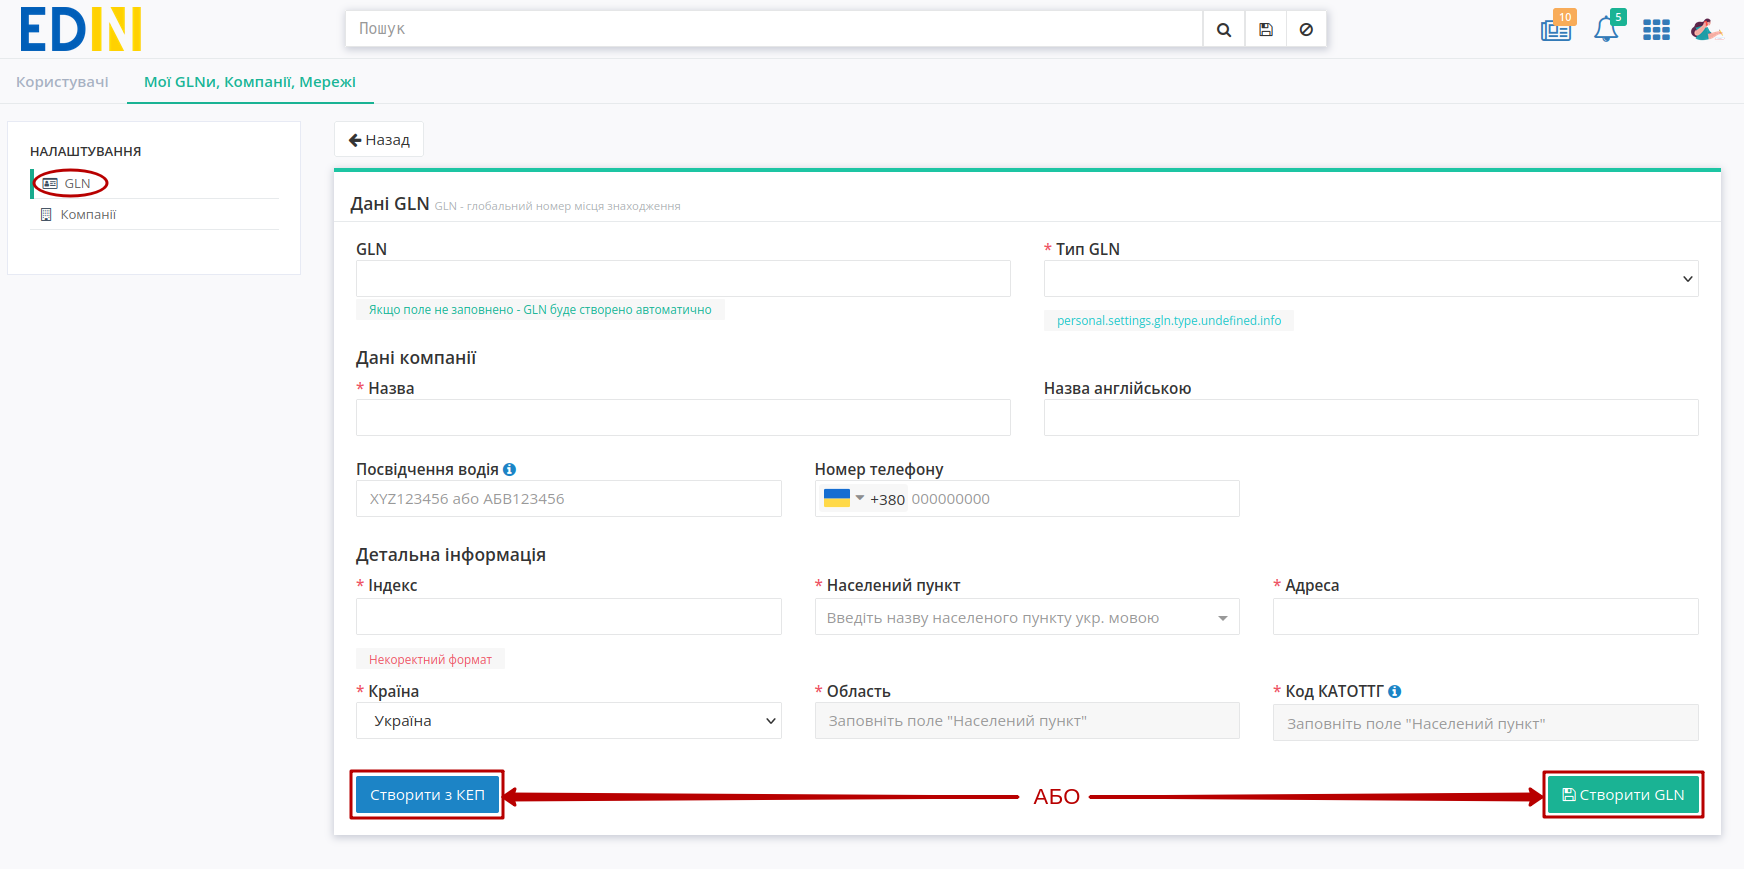 EDIN
Пошук
10
5
Користувачі
Мої GLNи, Компанії, Мережі
НАЛАШТУВАННЯ
GLN
Компанії
Назад
Дані GLN GLN - глобальний номер місця знаходження
GLN
* Тип GLN
Якщо поле не заповнено - GLN буде створено автоматично
personal.settings.gln.type.undefined.info
Дані компанії
* Назва
Назва англійською
Посвідчення водія
Номер телефону
XYZ123456 або АБВ123456
+380 000000000
Детальна інформація
* Індекс
* Населений пункт
* Адреса
Введіть назву населеного пункту укр. мовою
Некоректний формат
* Країна
* Область
* Код КАТОТТГ
Україна
Заповніть поле "Населений пункт"
Заповніть поле "Населений пункт"
Створити з КЕП
АБО
Створити GLN